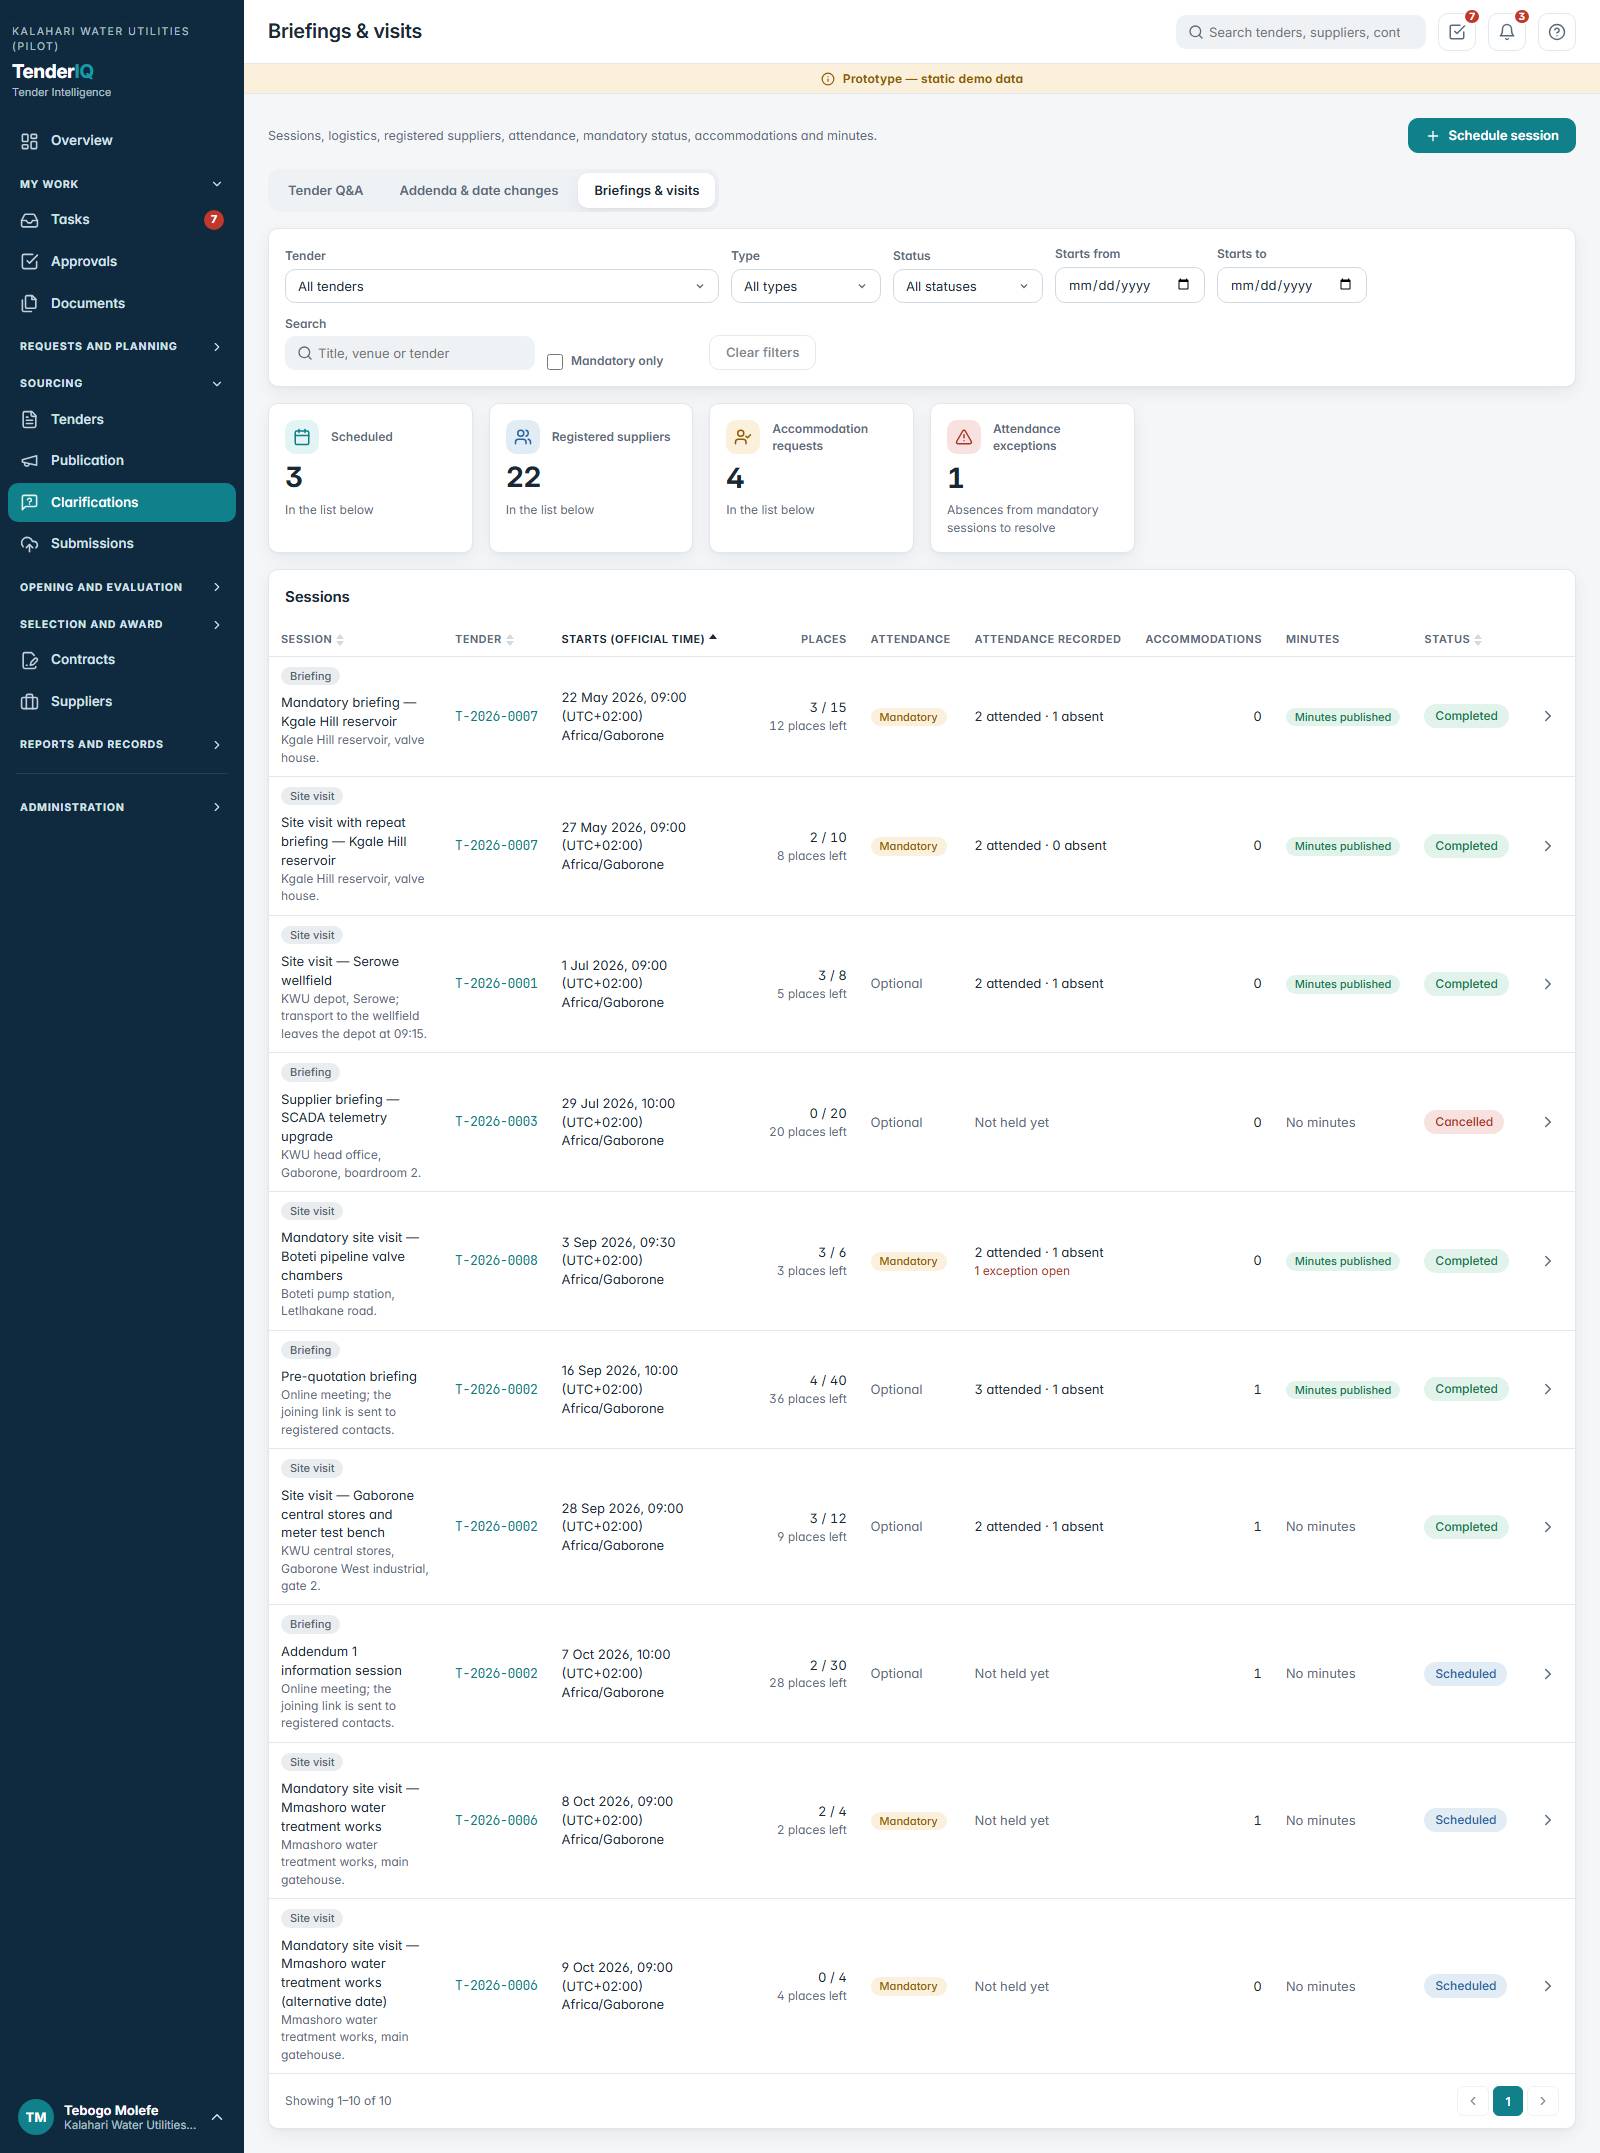 KALAHARI WATER UTILITIES
(PILOT)
TenderIQ
Tender Intelligence
Overview
MY WORK
Tasks
7
Approvals
Documents
REQUESTS AND PLANNING
SOURCING
Tenders
Publication
Clarifications
Submissions
OPENING AND EVALUATION
SELECTION AND AWARD
Contracts
Suppliers
REPORTS AND RECORDS
ADMINISTRATION
TM
Tebogo Molefe
Kalahari Water Utilities...
Briefings & visits
Search tenders, suppliers, cont
7
3
Prototype — static demo data
Sessions, logistics, registered suppliers, attendance, mandatory status, accommodations and minutes.
Schedule session
Tender Q&A
Addenda & date changes
Briefings & visits
Tender
All tenders
Type
All types
Status
All statuses
Starts from
mm/dd/yyyy
Starts to
mm/dd/yyyy
Search
Title, venue or tender
Mandatory only
Clear filters
Scheduled
3
In the list below
Registered suppliers
22
In the list below
Accommodation
requests
4
In the list below
Attendance
exceptions
1
Absences from mandatory
sessions to resolve
Sessions
SESSION TENDER STARTS (OFFICIAL TIME) PLACES ATTENDANCE ATTENDANCE RECORDED ACCOMMODATIONS MINUTES STATUS
Briefing
Mandatory briefing —
Kgale Hill reservoir
Kgale Hill reservoir, valve
house.
T-2026-0007
22 May 2026, 09:00
(UTC+02:00)
Africa/Gaborone
3 / 15
12 places left
Mandatory
2 attended · 1 absent
0
Minutes published
Completed
Site visit
Site visit with repeat
briefing — Kgale Hill
reservoir
Kgale Hill reservoir, valve
house.
T-2026-0007
27 May 2026, 09:00
(UTC+02:00)
Africa/Gaborone
2 / 10
8 places left
Mandatory
2 attended · 0 absent
0
Minutes published
Completed
Site visit
Site visit — Serowe
wellfield
KWU depot, Serowe;
transport to the wellfield
leaves the depot at 09:15.
T-2026-0001
1 Jul 2026, 09:00
(UTC+02:00)
Africa/Gaborone
3 / 8
5 places left
Optional
2 attended · 1 absent
0
Minutes published
Completed
Briefing
Supplier briefing —
SCADA telemetry
upgrade
KWU head office,
Gaborone, boardroom 2.
T-2026-0003
29 Jul 2026, 10:00
(UTC+02:00)
Africa/Gaborone
0 / 20
20 places left
Optional
Not held yet
0
No minutes
Cancelled
Site visit
Mandatory site visit —
Boteti pipeline valve
chambers
Boteti pump station,
Letlhakane road.
T-2026-0008
3 Sep 2026, 09:30
(UTC+02:00)
Africa/Gaborone
3 / 6
3 places left
Mandatory
2 attended · 1 absent
1 exception open
0
Minutes published
Completed
Briefing
Pre-quotation briefing
Online meeting; the
joining link is sent to
registered contacts.
T-2026-0002
16 Sep 2026, 10:00
(UTC+02:00)
Africa/Gaborone
4 / 40
36 places left
Optional
3 attended · 1 absent
1
Minutes published
Completed
Site visit
Site visit — Gaborone
central stores and
meter test bench
KWU central stores,
Gaborone West industrial,
gate 2.
T-2026-0002
28 Sep 2026, 09:00
(UTC+02:00)
Africa/Gaborone
3 / 12
9 places left
Optional
2 attended · 1 absent
1
No minutes
Completed
Briefing
Addendum 1
information session
Online meeting; the
joining link is sent to
registered contacts.
T-2026-0002
7 Oct 2026, 10:00
(UTC+02:00)
Africa/Gaborone
2 / 30
28 places left
Optional
Not held yet
1
No minutes
Scheduled
Site visit
Mandatory site visit —
Mmashoro water
treatment works
Mmashoro water
treatment works, main
gatehouse.
T-2026-0006
8 Oct 2026, 09:00
(UTC+02:00)
Africa/Gaborone
2 / 4
2 places left
Mandatory
Not held yet
1
No minutes
Scheduled
Site visit
Mandatory site visit —
Mmashoro water
treatment works
(alternative date)
Mmashoro water
treatment works, main
gatehouse.
T-2026-0006
9 Oct 2026, 09:00
(UTC+02:00)
Africa/Gaborone
0 / 4
4 places left
Mandatory
Not held yet
0
No minutes
Scheduled
Showing 1–10 of 10
1